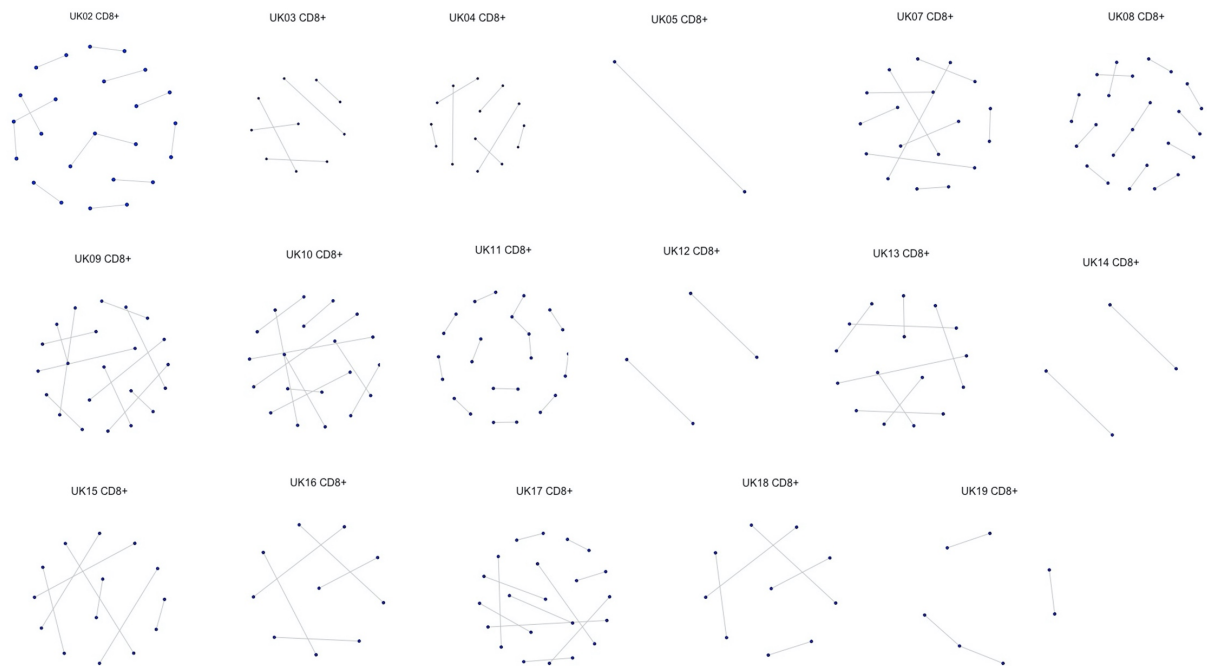 UK02 CD8+
UK03 CD8+
UK04 CD8+
UK05 CD8+
UK07 CD8+
UK08 CD8+
UK09 CD8+
UK10 CD8+
UK11 CD8+
UK12 CD8+
UK13 CD8+
UK14 CD8+
UK15 CD8+
UK16 CD8+
UK17 CD8+
UK18 CD8+
UK19 CD8+